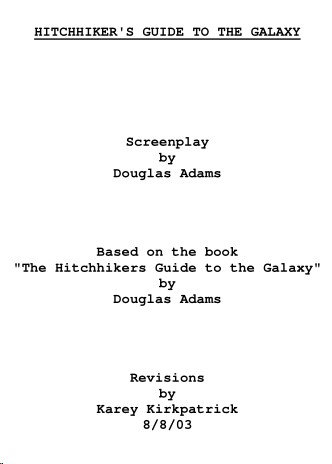 HITCHHIKER'S GUIDE TO THE GALAXY
Screenplay
by
Douglas Adams
Based on the book
"The Hitchhikers Guide to the Galaxy"
by
Douglas Adams
Revisions
by
Karey Kirkpatrick
8/8/03